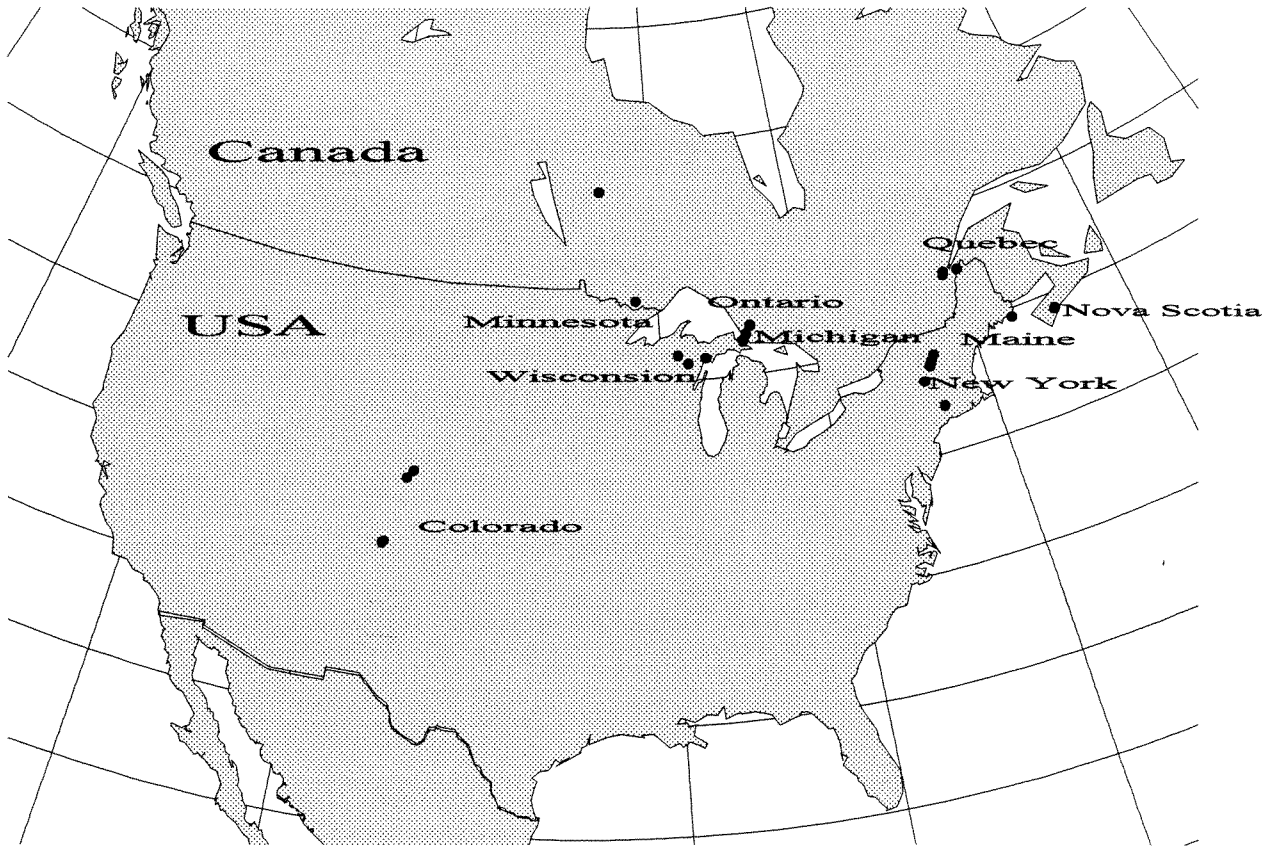 Canada
Quebec
Ontario
Nova Scotia
USA
Minnesota
Michigan
Maine
Wisconsion
New York
Colorado